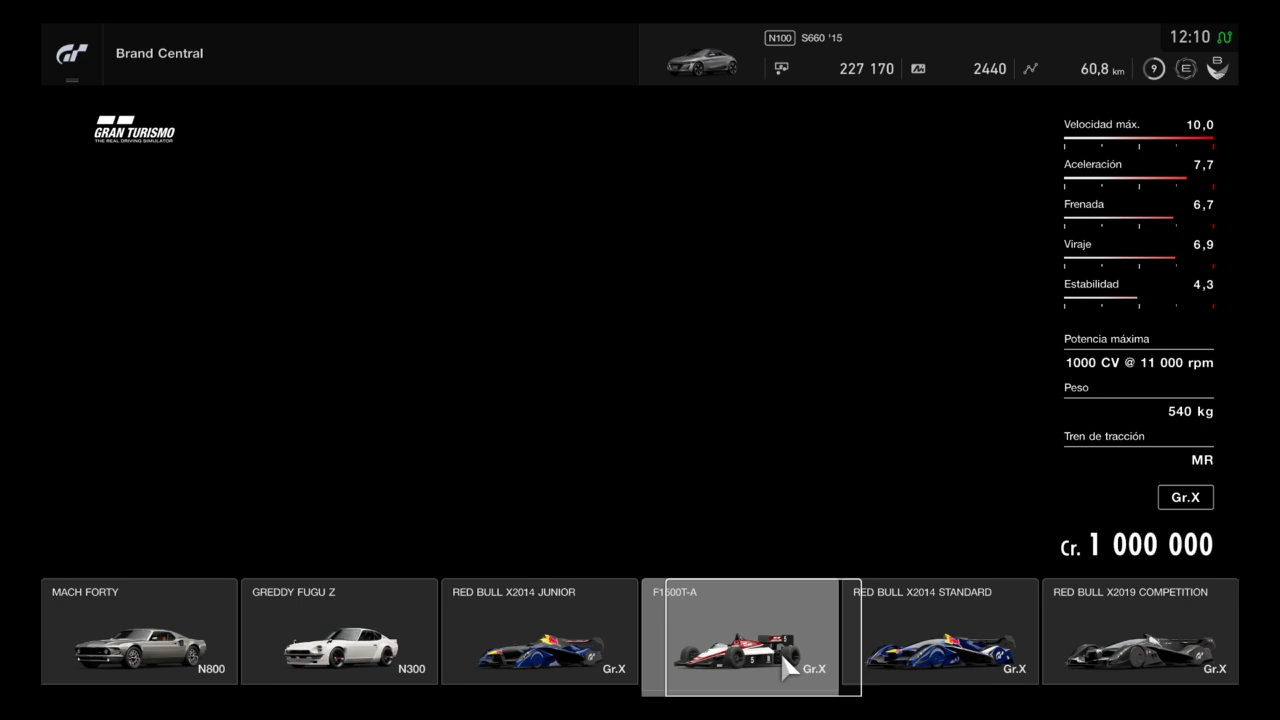 Brand Central
N100 S660 '15
12:10
227 170
2440
60,8 km
9
E
B
GRAN TURISMO
THE REAL DRIVING SIMULATOR
Velocidad máx. 10,0
Aceleración 7,7
Frenada 6,7
Viraje 6,9
Estabilidad 4,3
Potencia máxima
1000 CV @ 11 000 rpm
Peso
540 kg
Tren de tracción
MR
Gr.X
Cr. 1 000 000
MACH FORTY
N800
GREDDY FUGU Z
N300
RED BULL X2014 JUNIOR
Gr.X
F1500T-A
5
5
Gr.X
RED BULL X2014 STANDARD
Gr.X
RED BULL X2019 COMPETITION
Gr.X